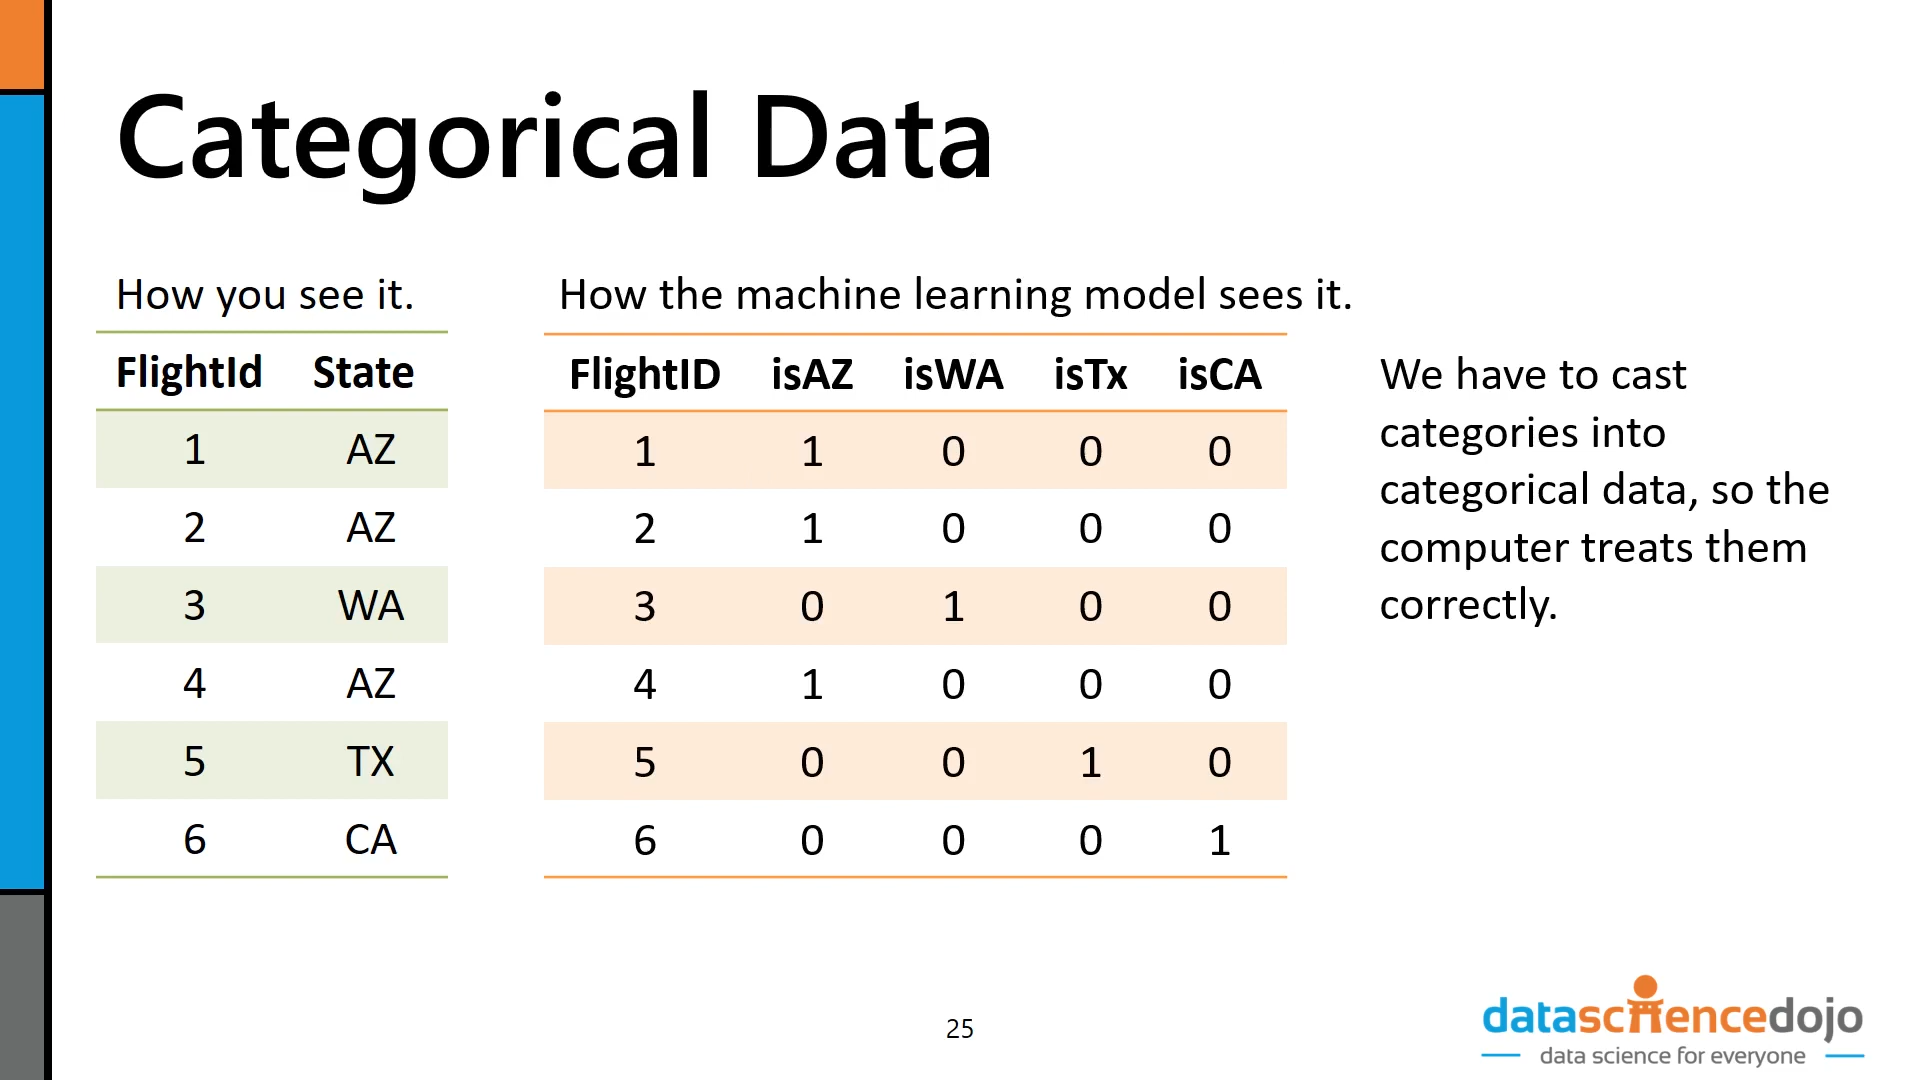 Categorical Data
How you see it.
FlightId State
1 AZ
2 AZ
3 WA
4 AZ
5 TX
6 CA
How the machine learning model sees it.
FlightID isAZ isWA isTx isCA
1 1 0 0 0
2 1 0 0 0
3 0 1 0 0
4 1 0 0 0
5 0 0 1 0
6 0 0 0 1
We have to cast
categories into
categorical data, so the
computer treats them
correctly.
25
datasciencedojo
data science for everyone